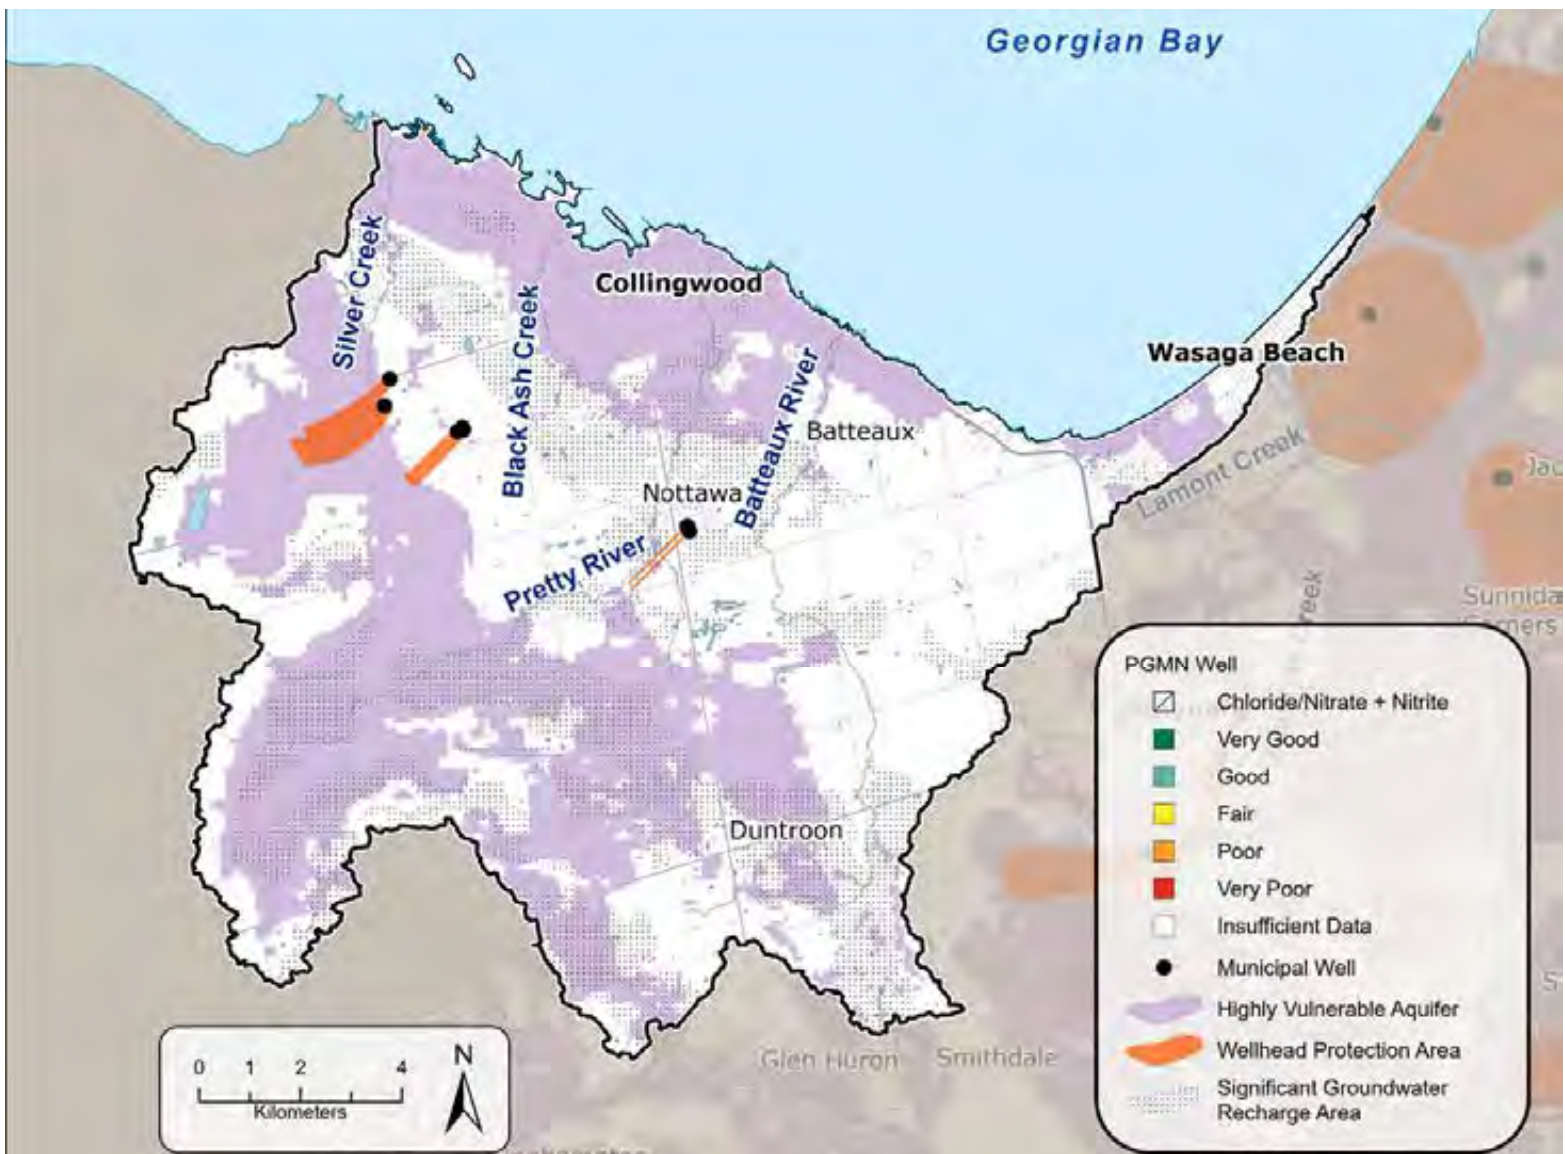 Georgian Bay
Silver Creek
Collingwood
Black Ash Creek
Wasaga Beach
Batteaux River
Batteaux
Lamont Creek
Nottawa
Pretty River
Duntroon
Glen Huron
Smithdale
PGMN Well
Chloride/Nitrate + Nitrite
Very Good
Good
Fair
Poor
Very Poor
Insufficient Data
Municipal Well
Highly Vulnerable Aquifer
Wellhead Protection Area
Significant Groundwater
Recharge Area
0 1 2 4
Kilometers
N